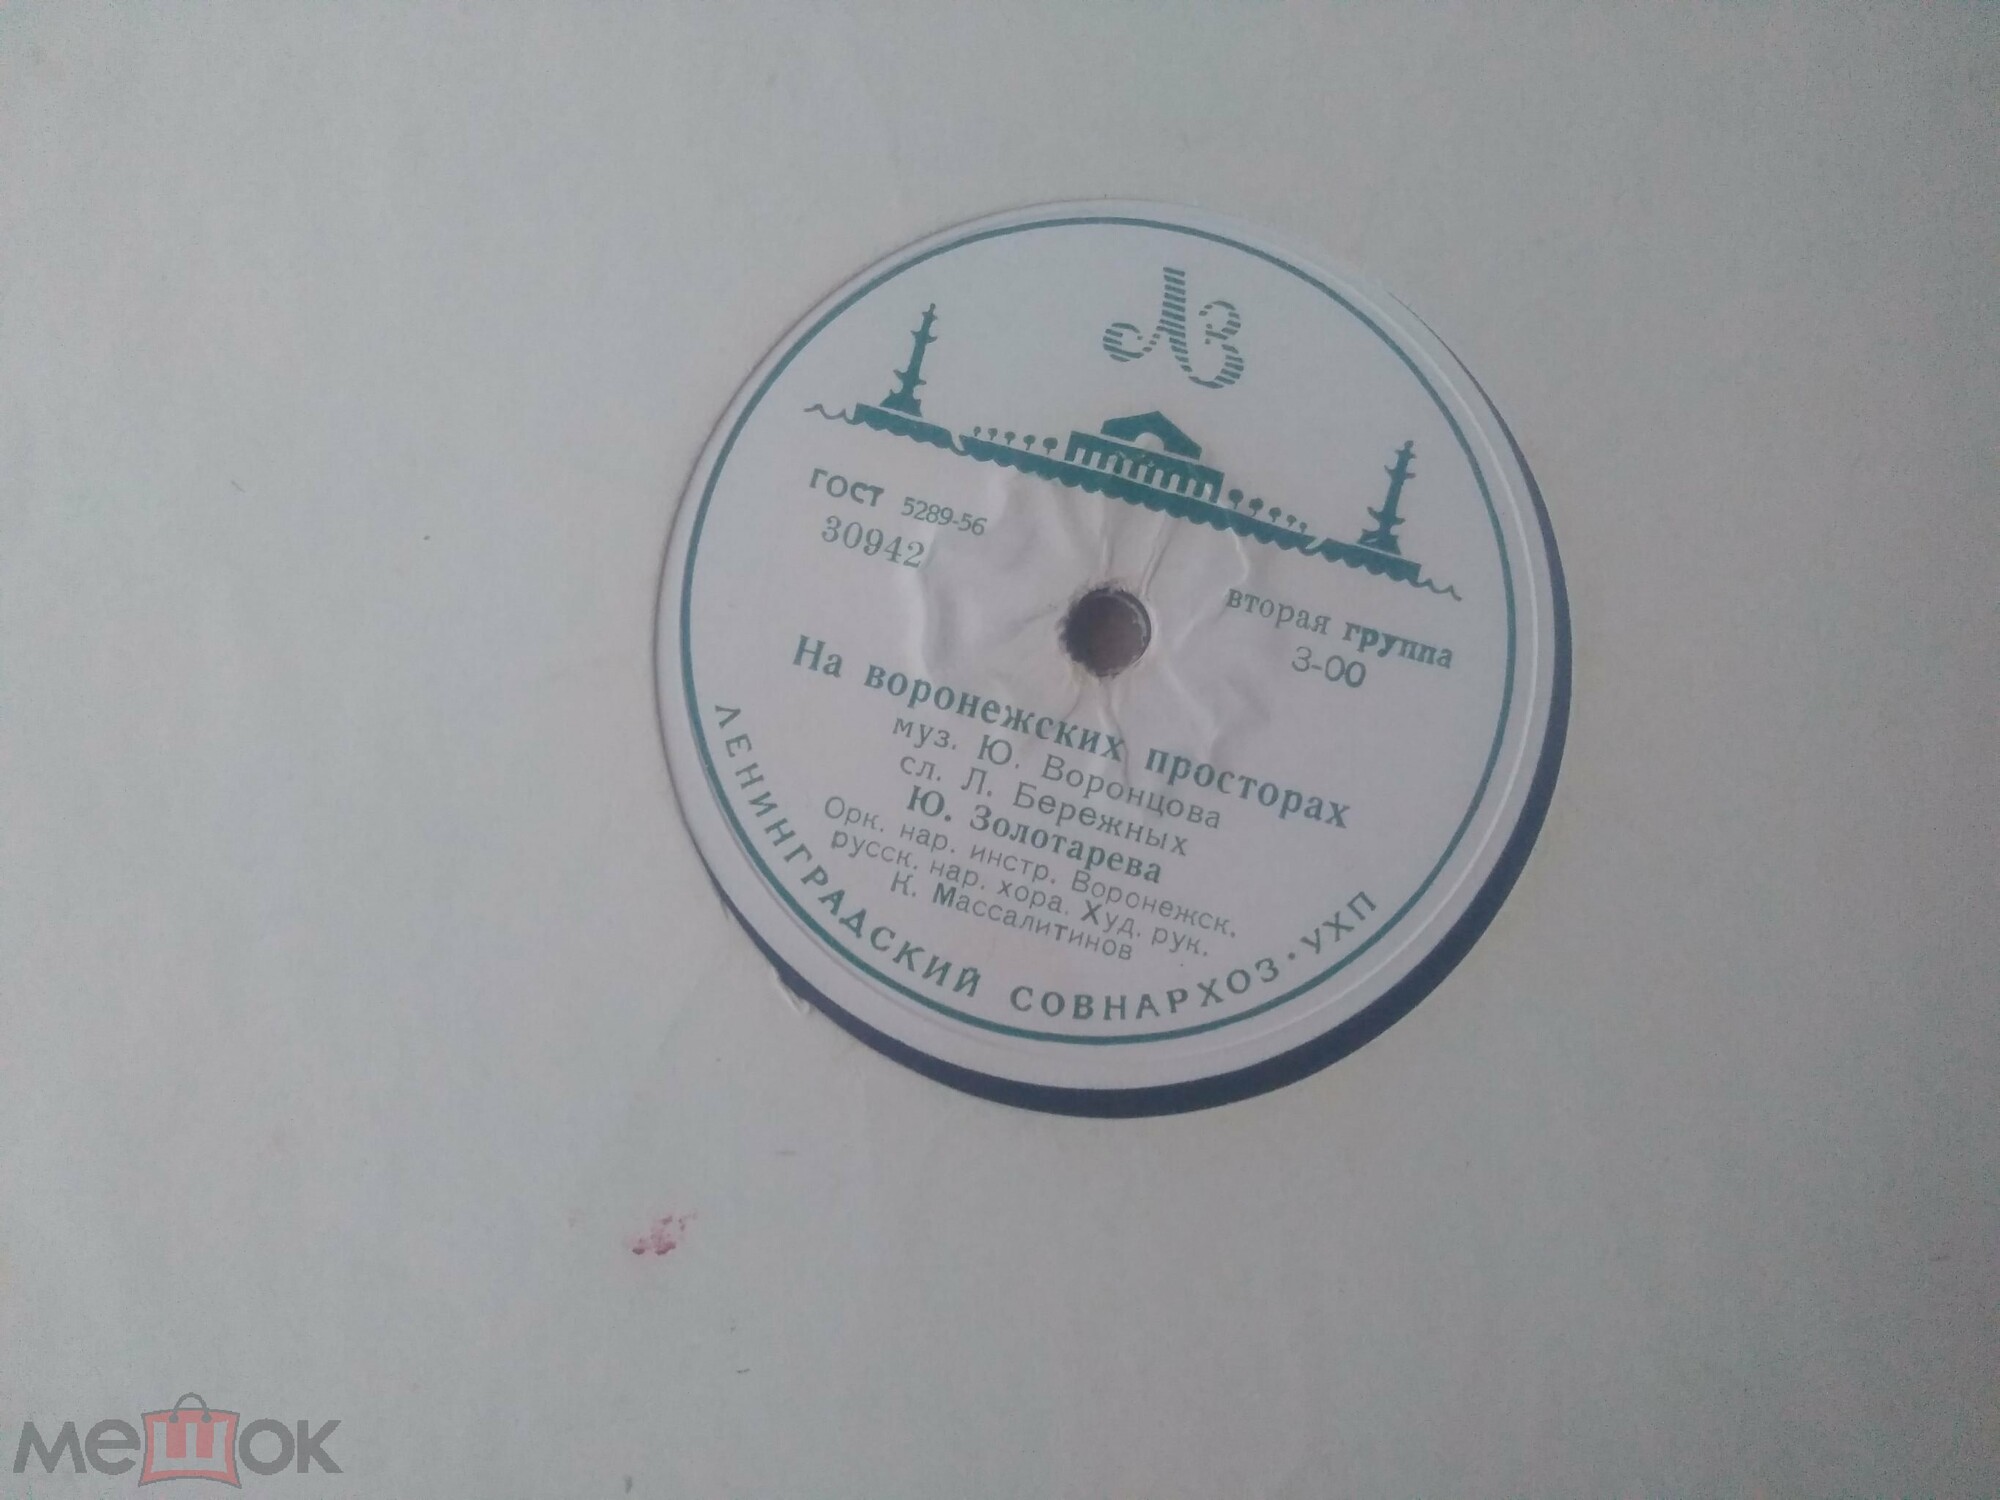 ЛЗ
ГОСТ 5289-56
30942
вторая группа
3-00
На воронежских просторах
муз. Ю. Воронцова
сл. Л. Бережных
Ю. Золотарева
Орк. нар. инстр. Воронежск.
русск. нар. хора. Худ. рук.
К. Массалитинов
ЛЕНИНГРАДСКИЙ СОВНАРХОЗ · УХП
мешок